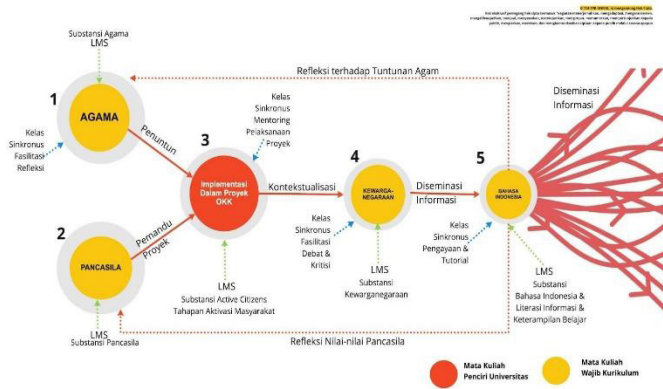 Substansi Agama
LMS
1
AGAMA
Kelas
Sinkronus
Fasilitasi
Refleksi
Penuntun
2
PANCASILA
LMS
Substansi Pancasila
Pemandu
Proyek
3
Implementasi
Dalam Proyek
OKK
Kelas
Sinkronus
Mentoring
Pelaksanaan
Proyek
LMS
Substansi Active Citizens
Tahapan Aktivasi Masyarakat
Refleksi terhadap Tuntunan Agam
Kontekstualisasi
4
KEWARGA-
NEGARAAN
Kelas
Sinkronus
Fasilitasi
Debat &
Kritisi
LMS
Substansi
Kewarganegaraan
Diseminasi
Informasi
5
BAHASA
INDONESIA
Kelas
Sinkronus
Pengayaan &
Tutorial
LMS
Substansi
Bahasa Indonesia &
Literasi Informasi &
Keterampilan Belajar
Diseminasi
Informasi
Refleksi Nilai-nilai Pancasila
Mata Kuliah
Penciri Universitas
Mata Kuliah
Wajib Kurikulum